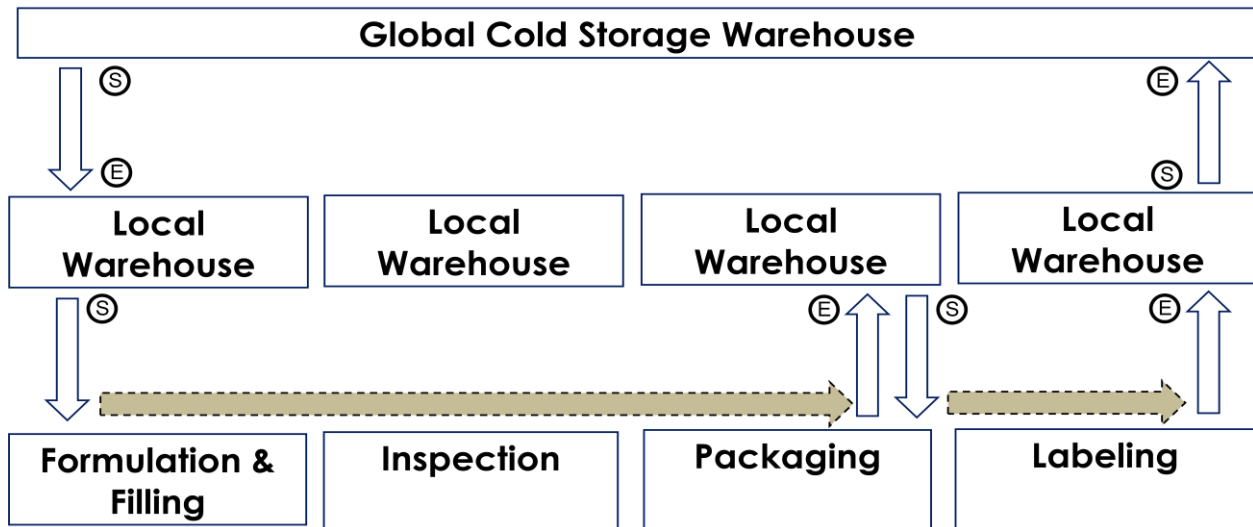 Global Cold Storage Warehouse
S
E
E
S
Local
Warehouse
Local
Warehouse
Local
Warehouse
Local
Warehouse
S
E
S
E
Formulation &
Filling
Inspection
Packaging
Labeling